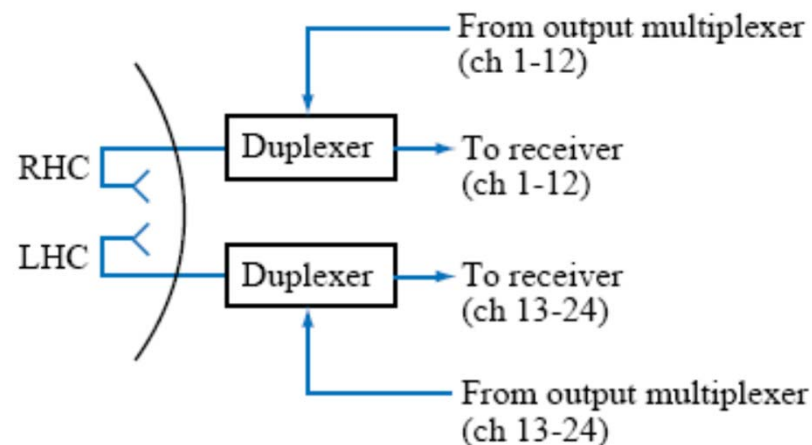 From output multiplexer
(ch 1-12)
Duplexer
To receiver
(ch 1-12)
RHC
LHC
Duplexer
To receiver
(ch 13-24)
From output multiplexer
(ch 13-24)